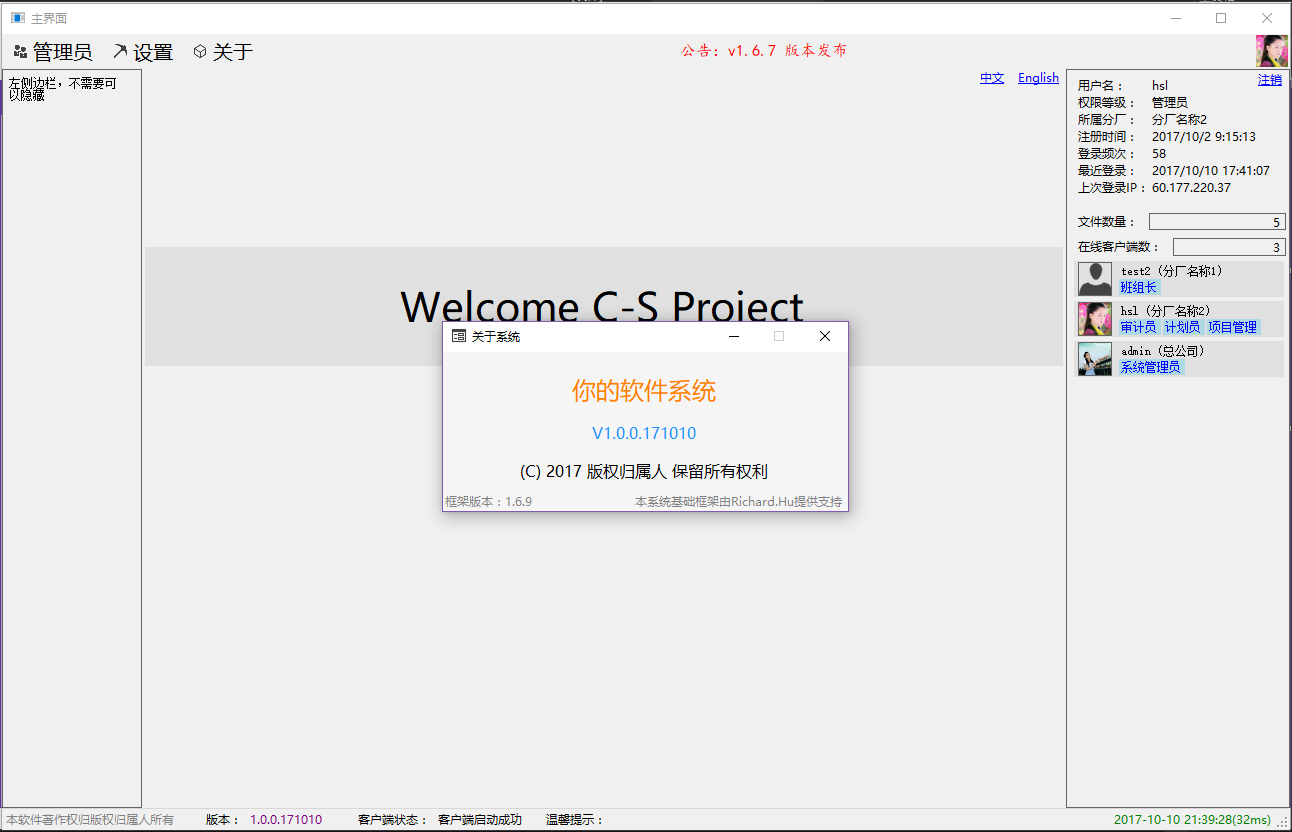 主界面
管理员 设置 关于
公告：v1.6.7 版本发布
左侧边栏，不需要可
以隐藏
中文 English
注销
用户名： hsl
权限等级： 管理员
所属分厂： 分厂名称2
注册时间： 2017/10/2 9:15:13
登录频次： 58
最近登录： 2017/10/10 17:41:07
上次登录IP： 60.177.220.37
文件数量： 5
在线客户端数： 3
test2（分厂名称1）
班组长
hsl（分厂名称2）
审计员 计划员 项目管理
admin（总公司）
系统管理员
Welcome C-S Project
关于系统
你的软件系统
V1.0.0.171010
(C) 2017 版权归属人 保留所有权利
框架版本：1.6.9 本系统基础框架由Richard.Hu提供支持
本软件著作权归版权归属人所有 版本： 1.0.0.171010 客户端状态： 客户端启动成功 温馨提示： 2017-10-10 21:39:28(32ms)